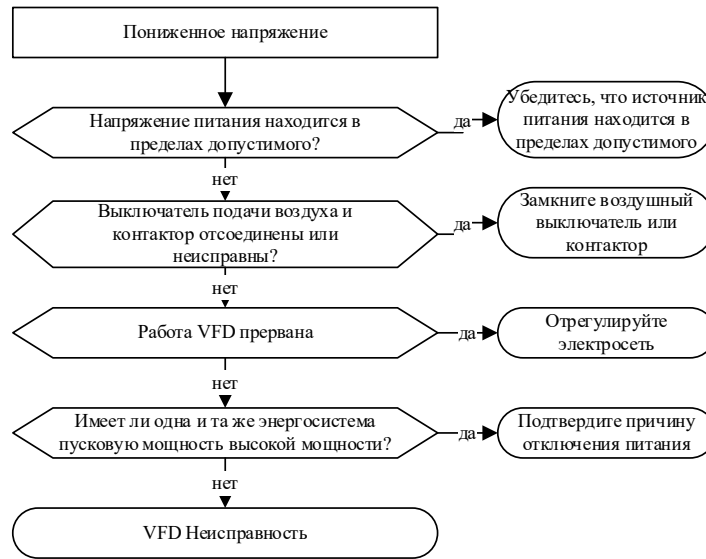 Пониженное напряжение
Напряжение питания находится в
пределах допустимого?
да
Убедитесь, что источник
питания находится в
пределах допустимого
нет
Выключатель подачи воздуха и
контактор отсоединены или
неисправны?
да
Замкните воздушный
выключатель или
контактор
нет
Работа VFD прервана
да
Отрегулируйте
электросеть
нет
Имеет ли одна и та же энергосистема
пусковую мощность высокой мощности?
да
Подтвердите причину
отключения питания
нет
VFD Неисправность